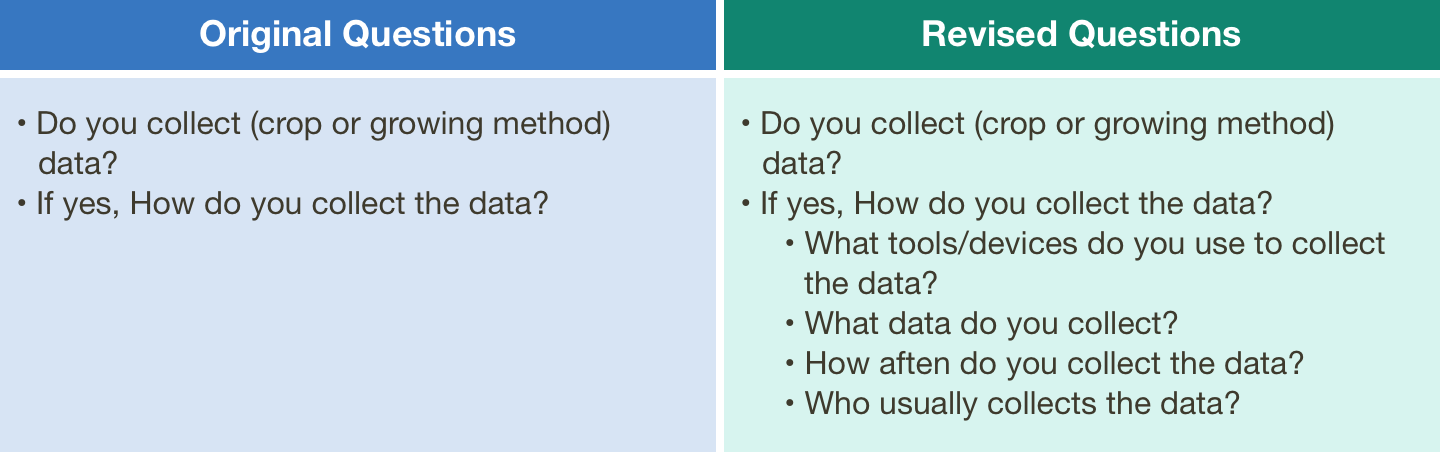 Original Questions
• Do you collect (crop or growing method)
data?
• If yes, How do you collect the data?
Revised Questions
• Do you collect (crop or growing method)
data?
• If yes, How do you collect the data?
• What tools/devices do you use to collect
the data?
• What data do you collect?
• How aften do you collect the data?
• Who usually collects the data?